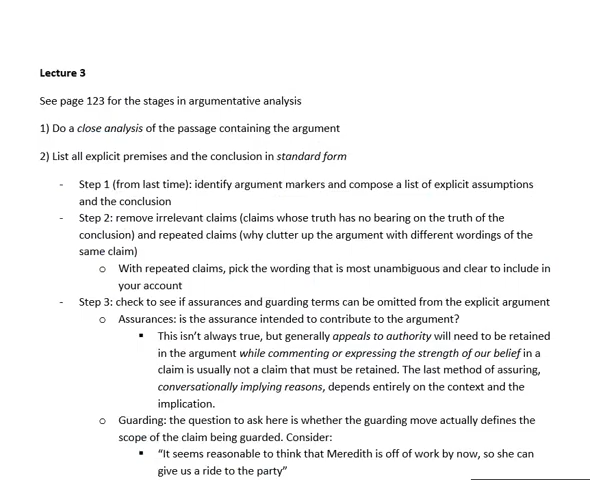 Lecture 3
See page 123 for the stages in argumentative analysis
1) Do a close analysis of the passage containing the argument
2) List all explicit premises and the conclusion in standard form
- Step 1 (from last time): identify argument markers and compose a list of explicit assumptions
and the conclusion
- Step 2: remove irrelevant claims (claims whose truth has no bearing on the truth of the
conclusion) and repeated claims (why clutter up the argument with different wordings of the
same claim)
o With repeated claims, pick the wording that is most unambiguous and clear to include in
your account
- Step 3: check to see if assurances and guarding terms can be omitted from the explicit argument
o Assurances: is the assurance intended to contribute to the argument?
▪ This isn’t always true, but generally appeals to authority will need to be retained
in the argument while commenting or expressing the strength of our belief in a
claim is usually not a claim that must be retained. The last method of assuring,
conversationally implying reasons, depends entirely on the context and the
implication.
o Guarding: the question to ask here is whether the guarding move actually defines the
scope of the claim being guarded. Consider:
▪ “It seems reasonable to think that Meredith is off of work by now, so she can
give us a ride to the party”